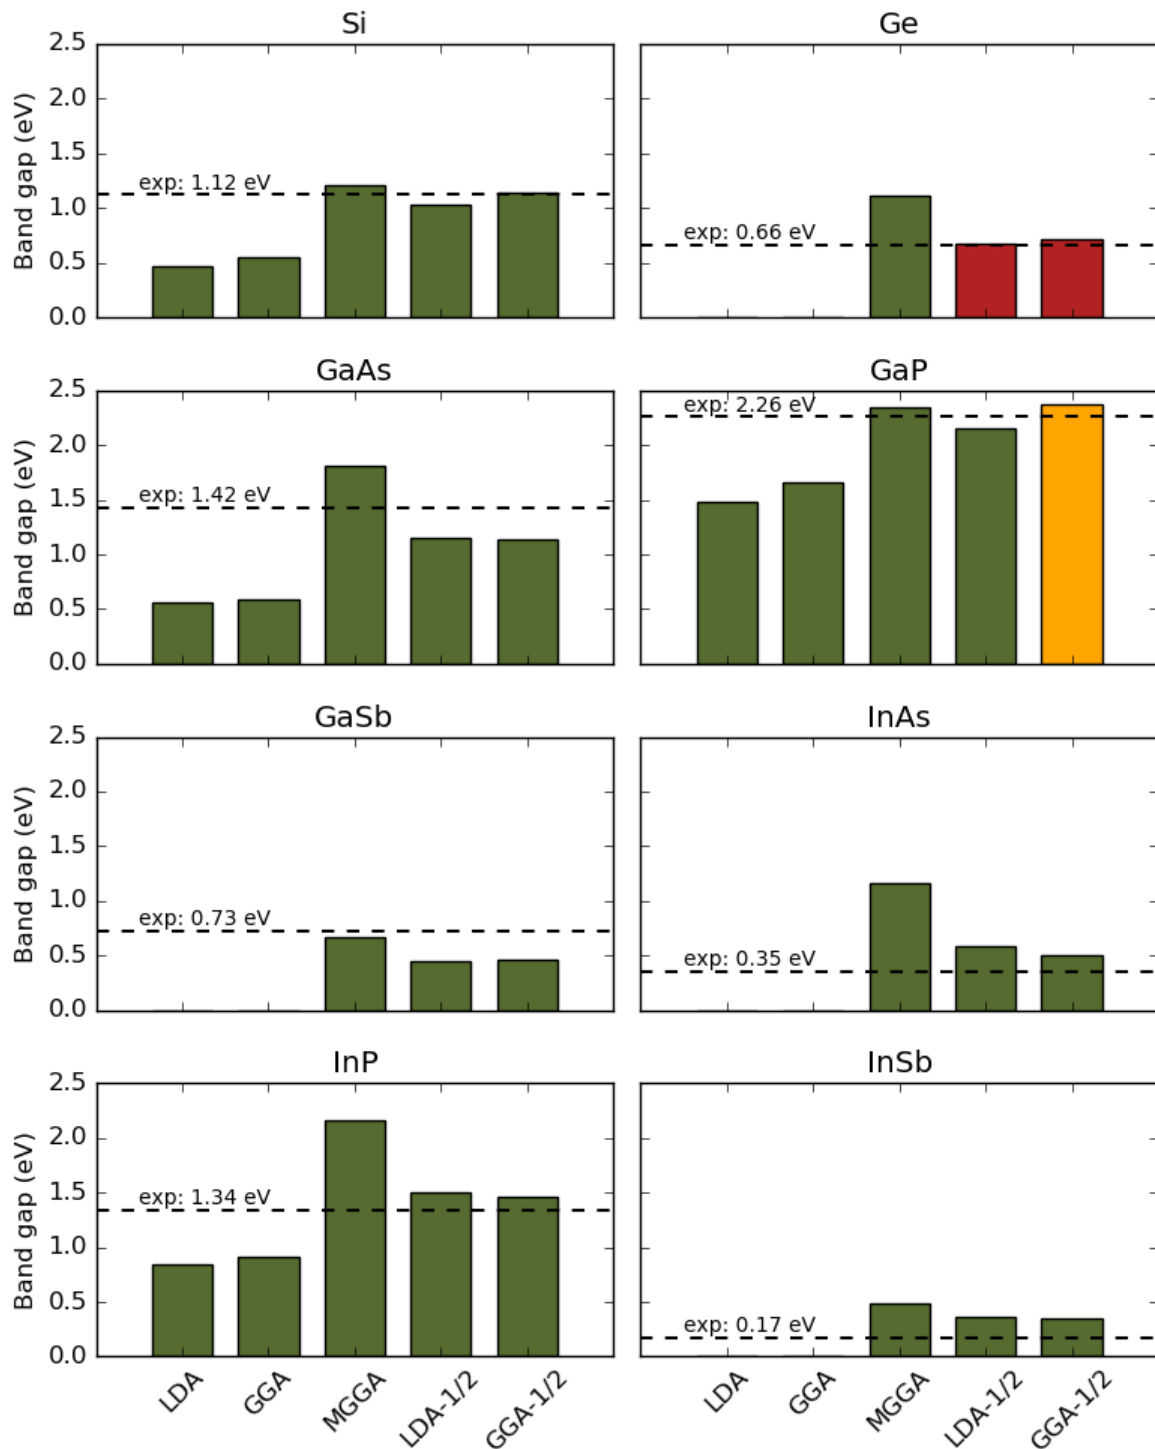 Si
Ge
Band gap (eV)
2.5
2.0
1.5
1.0
0.5
0.0
exp: 1.12 eV
exp: 0.66 eV
GaAs
GaP
Band gap (eV)
2.5
2.0
1.5
1.0
0.5
0.0
exp: 1.42 eV
exp: 2.26 eV
GaSb
InAs
Band gap (eV)
2.5
2.0
1.5
1.0
0.5
0.0
exp: 0.73 eV
exp: 0.35 eV
InP
InSb
Band gap (eV)
2.5
2.0
1.5
1.0
0.5
0.0
exp: 1.34 eV
exp: 0.17 eV
LDA
GGA
MGGA
LDA-1/2
GGA-1/2
LDA
GGA
MGGA
LDA-1/2
GGA-1/2